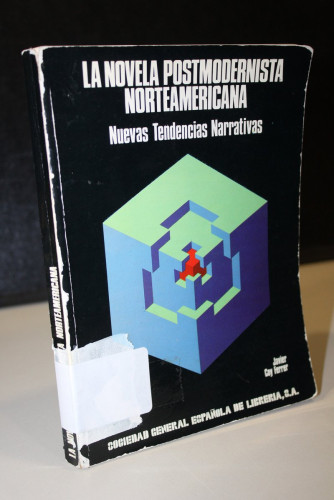 LA NOVELA POSTMODERNISTA
NORTEAMERICANA
Nuevas Tendencias Narrativas
Javier
Coy Ferrer
SOCIEDAD GENERAL ESPAÑOLA DE LIBRERIA, S.A.
NORTEAMERICANA